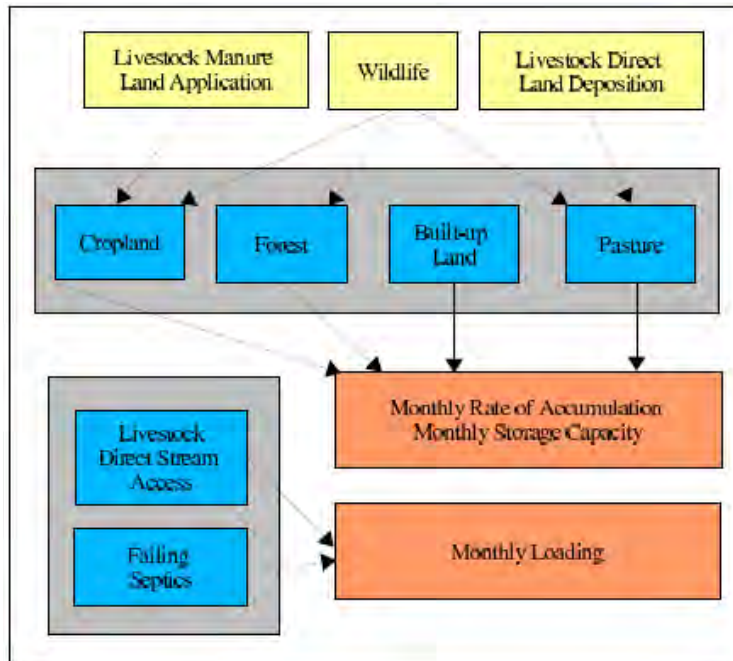 Livestock Manure
Land Application
Wildlife
Livestock Direct
Land Deposition
Cropland
Forest
Built-up
Land
Pasture
Monthly Rate of Accumulation
Monthly Storage Capacity
Livestock
Direct Stream
Access
Failing
Septics
Monthly Loading